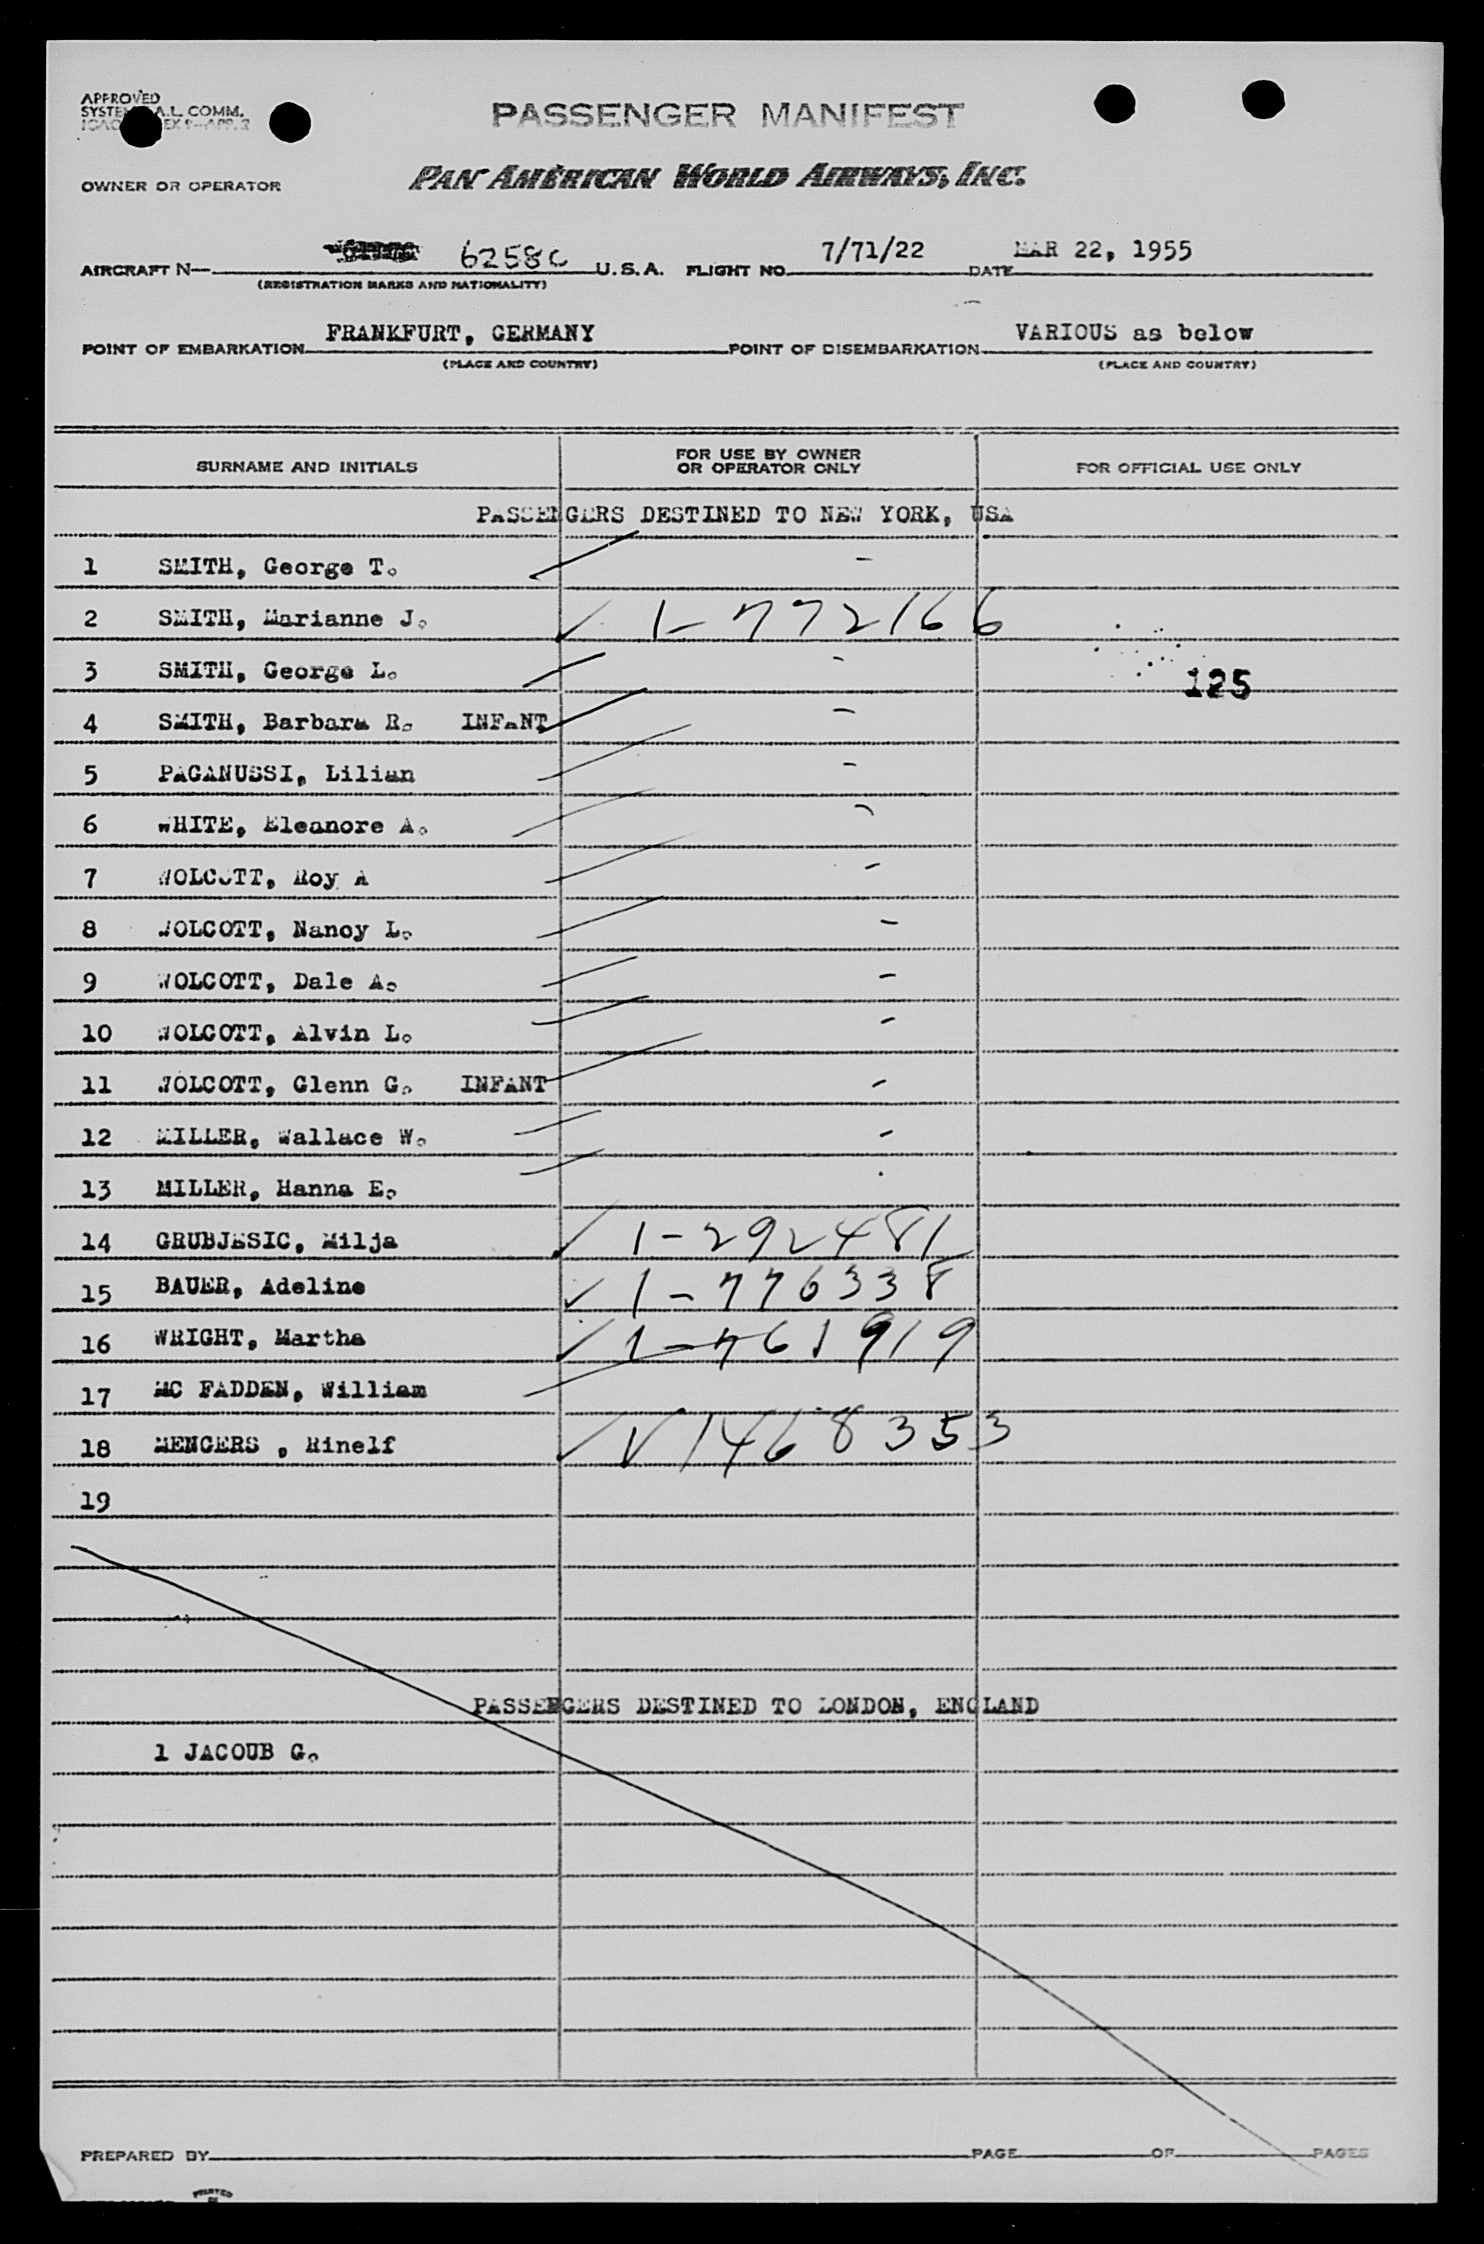 APPROVED
PASSENGER MANIFEST
A.L. COMM.
OWNER OR OPERATOR PAN AMERICAN WORLD AIRWAYS, INC.
AIRCRAFT N— 6258C U.S.A. FLIGHT NO. 7/71/22 DATE MAR 22, 1955
(REGISTRATION MARKS AND NATIONALITY)
POINT OF EMBARKATION FRANKFURT, GERMANY POINT OF DISEMBARKATION VARIOUS as below
(PLACE AND COUNTRY) (PLACE AND COUNTRY)
SURNAME AND INITIALS FOR USE BY OWNER OR OPERATOR ONLY FOR OFFICIAL USE ONLY
PASSENGERS DESTINED TO NEW YORK, USA
1 SMITH, George T. -
2 SMITH, Marianne J. ✓ 1-772166
3 SMITH, George L. - 125
4 SMITH, Barbara R. INFANT -
5 PAGANUSSI, Lilian -
6 WHITE, Eleanore A. -
7 WOLCOTT, Roy A -
8 WOLCOTT, Nancy L. -
9 WOLCOTT, Dale A. -
10 WOLCOTT, Alvin L. -
11 WOLCOTT, Glenn G. INFANT -
12 MILLER, Wallace W. -
13 MILLER, Hanna E.
14 GRUBJESIC, Milja ✓ 1-292481
15 BAUER, Adeline ✓ 1-776338
16 WRIGHT, Martha ✓ 1-761919
17 MC FADDEN, William
18 MENGERS , Rinelf ✓ V1468353
19
PASSENGERS DESTINED TO LONDON, ENGLAND
1 JACOUB G.
PREPARED BY PAGE OF PAGES
PRINTED